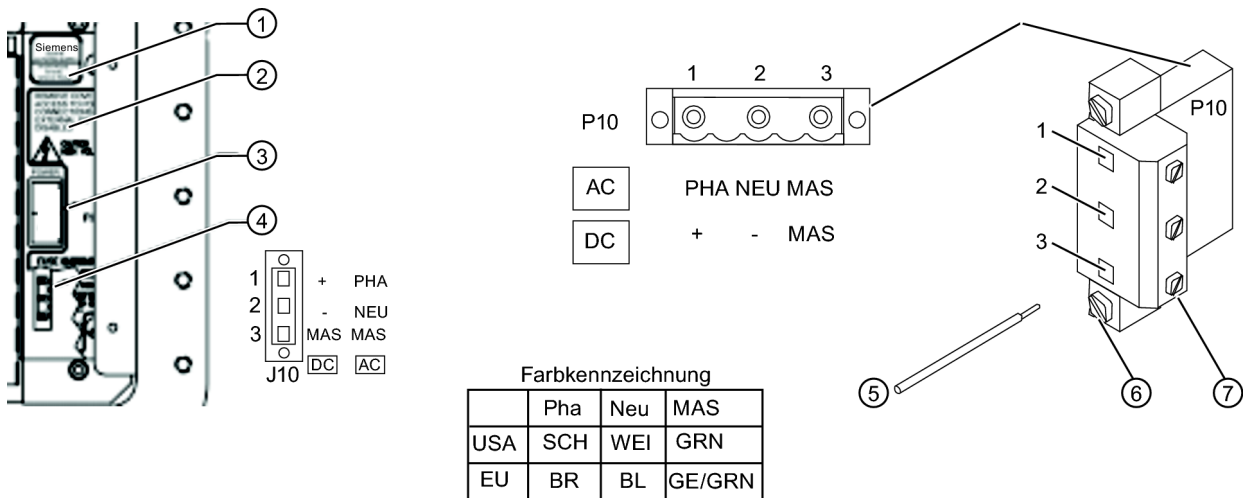 Siemens
1
2
3
4
1 + PHA
2 - NEU
3 MAS MAS
J10 DC AC
1 2 3
P10
AC PHA NEU MAS
DC + - MAS
P10
1
2
3
5
6
7
Farbkennzeichnung
Pha Neu MAS
USA SCH WEI GRN
EU BR BL GE/GRN